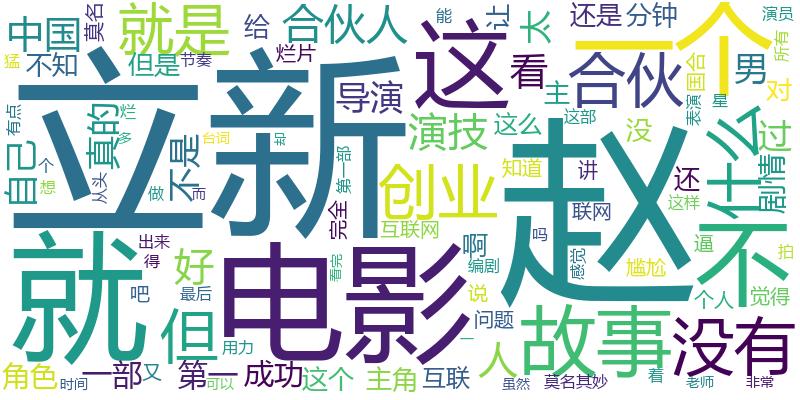 中国
莫名
就是
给
合伙人
能
让
太
还是
分钟
一个
演员
猛
不知
但是
节奏
烂片
导演
这
看
合伙
男
国合
对
所有
立新
有点
真的
烂
多
不是
台词
却
演技
这么
主
这部
没
表演
星
什么
过
自己
个
想
从头
做
而
完全
第一部
创业
知道
讲
还
剧情
联网
这样
赵
不
就
出来
得
好
电影
互联网
看完
啊
编剧
吗
感觉
尴尬
逼
拍
吧
最后
但
说
问题
个人
觉得
故事
人
没有
用力
一
角色
时间
一部
又
第一
可以
成功
这个
主角
互联
虽然
莫名其妙
着
老师
非常